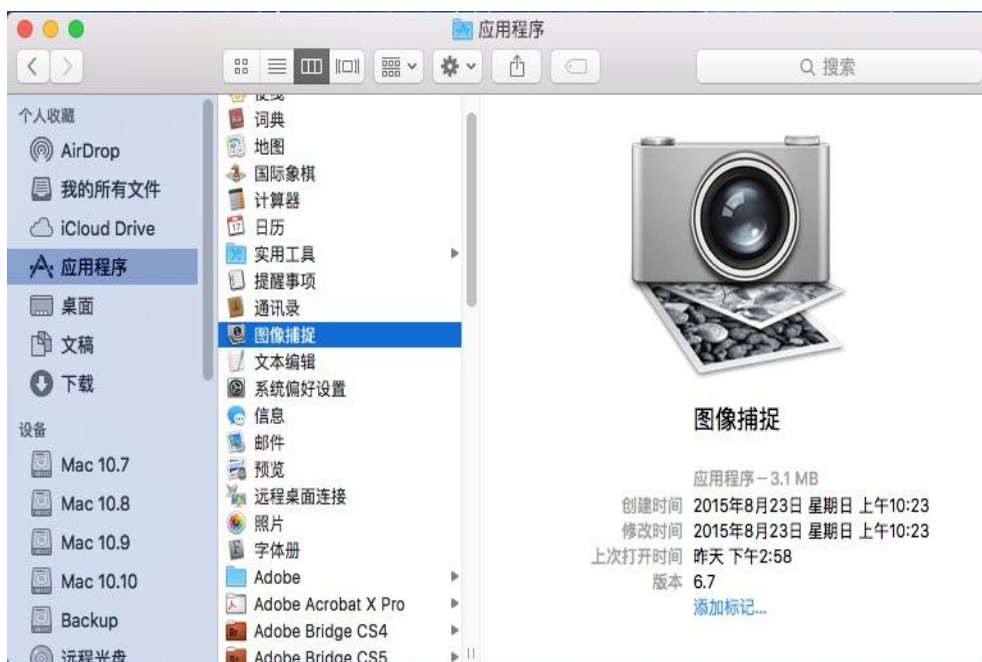 应用程序
搜索
个人收藏
AirDrop
我的所有文件
iCloud Drive
应用程序
桌面
文稿
下载
设备
Mac 10.7
Mac 10.8
Mac 10.9
Mac 10.10
Backup
远程光盘
词典
地图
国际象棋
计算器
17
日历
实用工具
提醒事项
通讯录
图像捕捉
文本编辑
系统偏好设置
信息
邮件
预览
远程桌面连接
照片
字体册
Adobe
Adobe Acrobat X Pro
Br Adobe Bridge CS4
Br Adobe Bridge CS5
图像捕捉
应用程序 – 3.1 MB
创建时间 2015年8月23日 星期日 上午10:23
修改时间 2015年8月23日 星期日 上午10:23
上次打开时间 昨天 下午2:58
版本 6.7
添加标记...